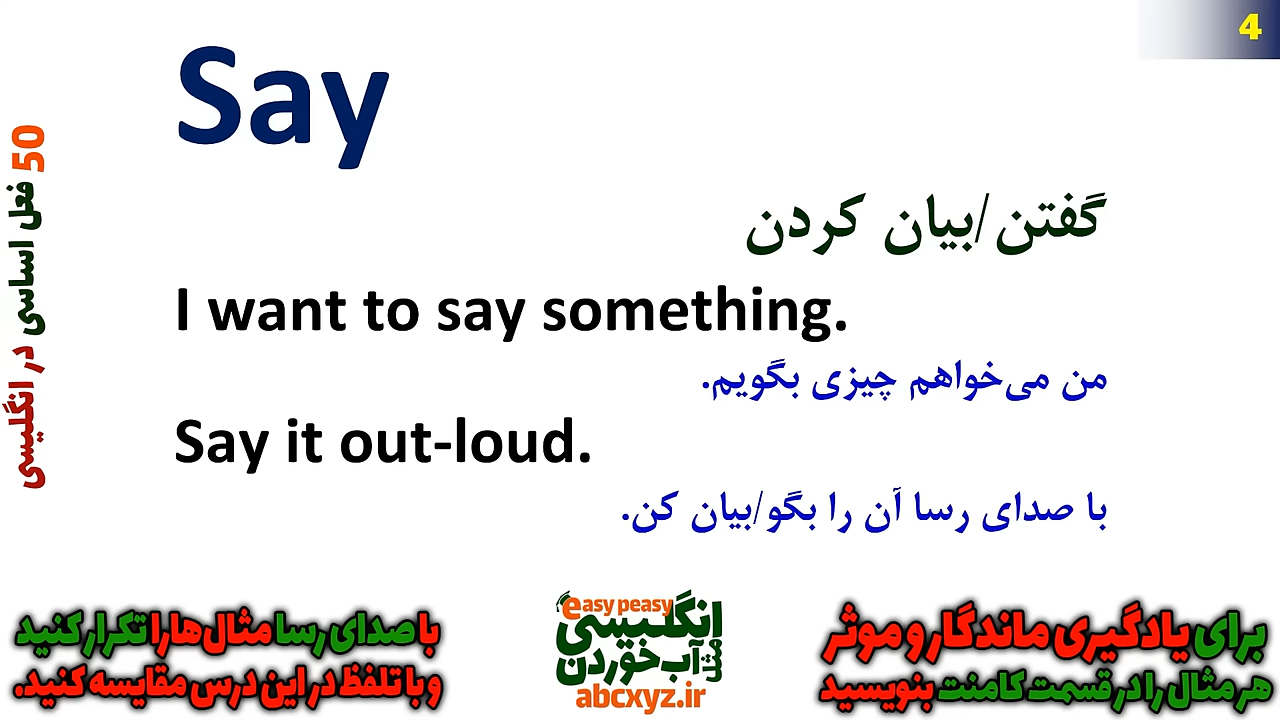 4
Say
گفتن/بیان کردن
I want to say something.
من می‌خواهم چیزی بگویم.
Say it out-loud.
با صدای رسا آن را بگو/بیان کن.
50 فعل اساسی در انگلیسی
برای یادگیری ماندگار و موثر
هر مثال را در قسمت کامنت بنویسید
easy peasy
انگلیسی
مثل
آب خوردن
abcxyz.ir
با صدای رسا مثال‌ها را تکرار کنید
و با تلفظ در این درس مقایسه کنید.